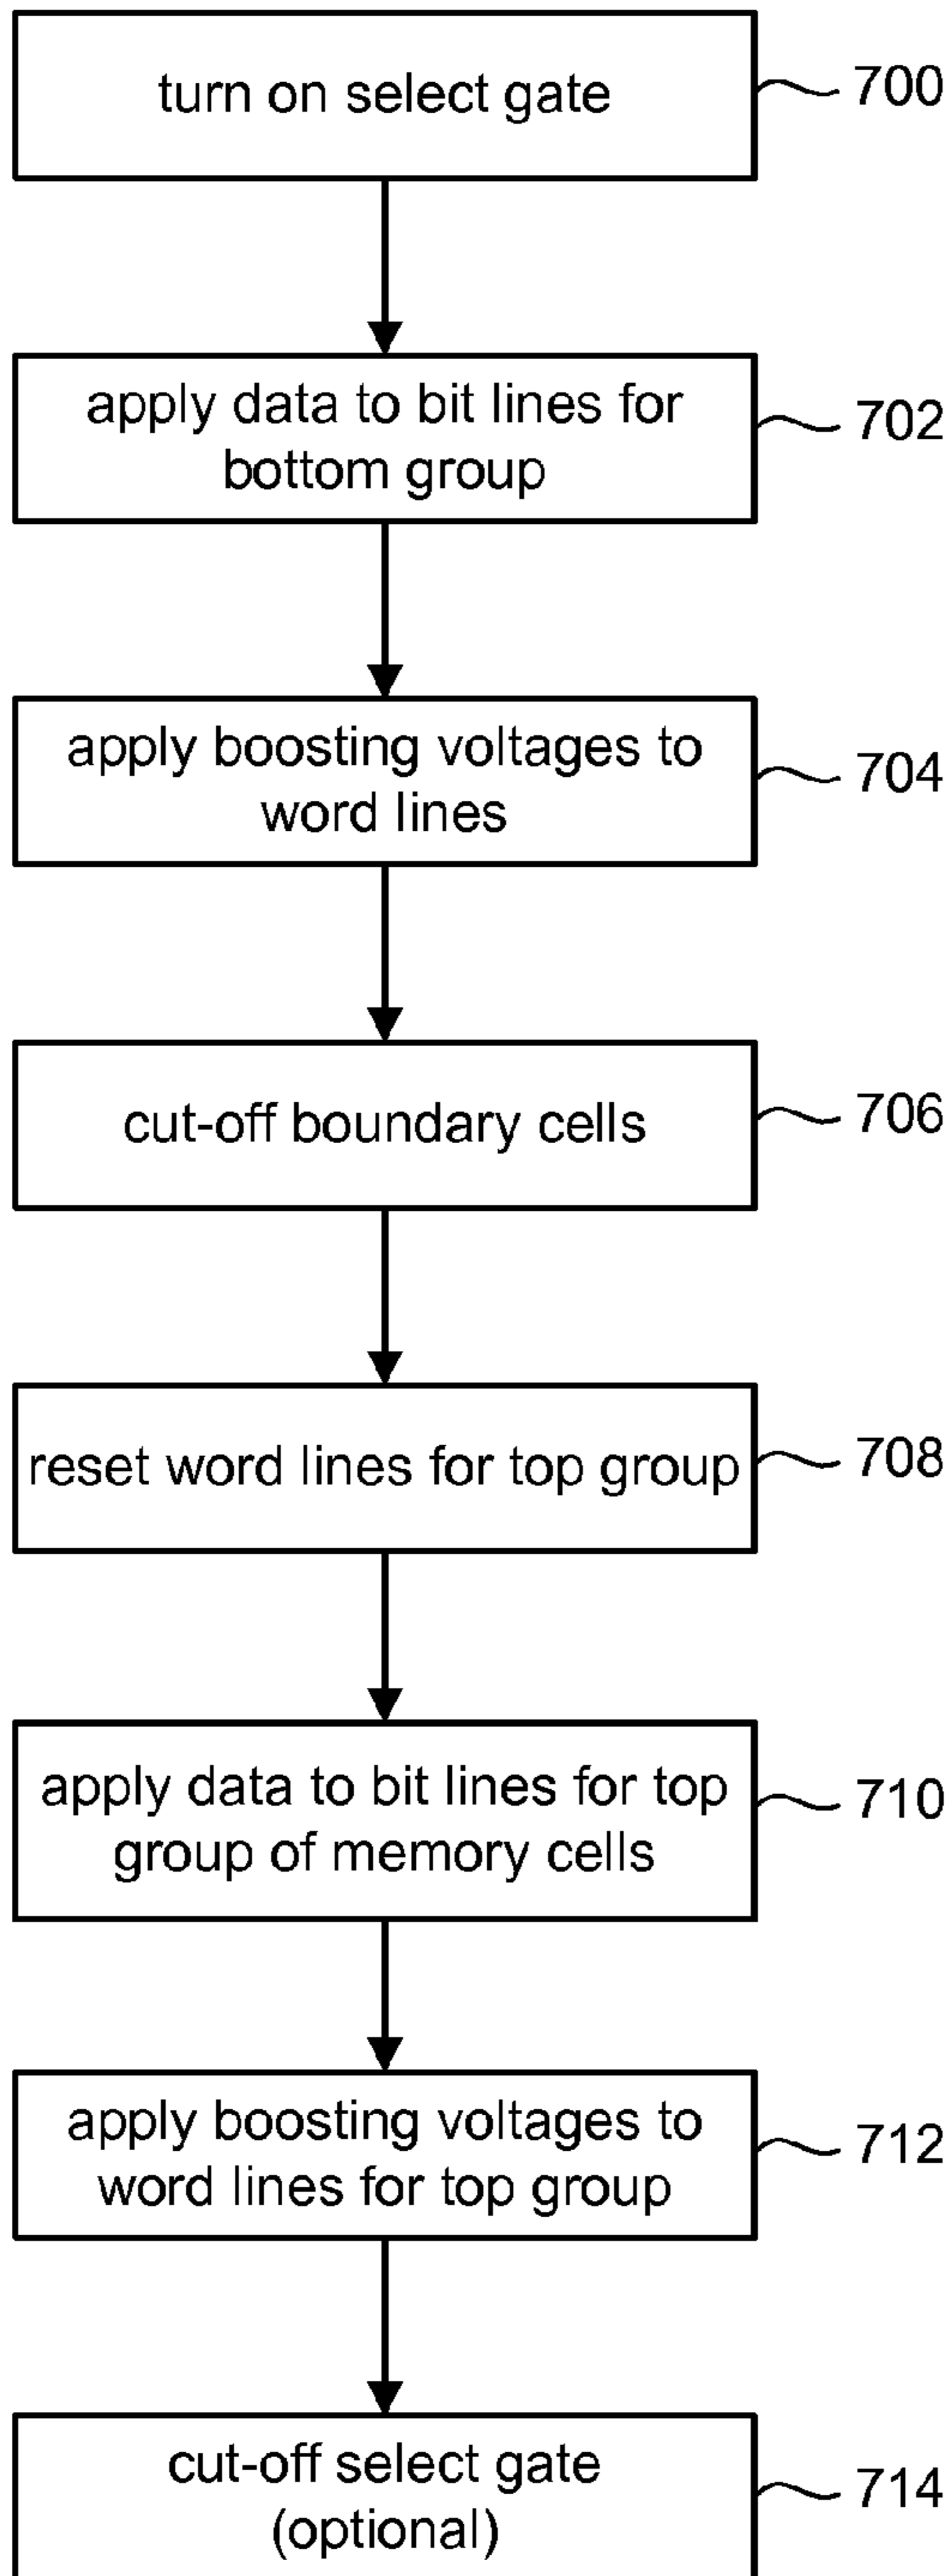 turn on select gate
700
apply data to bit lines for
bottom group
702
apply boosting voltages to
word lines
704
cut-off boundary cells
706
reset word lines for top group
708
apply data to bit lines for top
group of memory cells
710
apply boosting voltages to
word lines for top group
712
cut-off select gate
(optional)
714